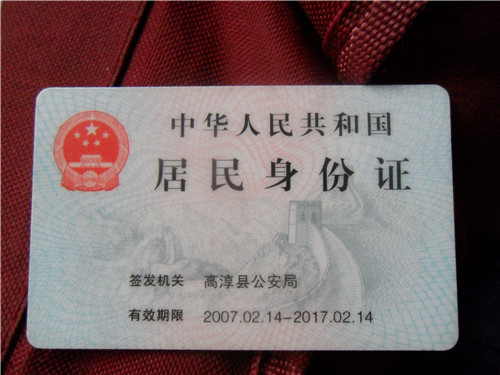 中华人民共和国
居民身份证
签发机关 高淳县公安局
有效期限 2007.02.14-2017.02.14